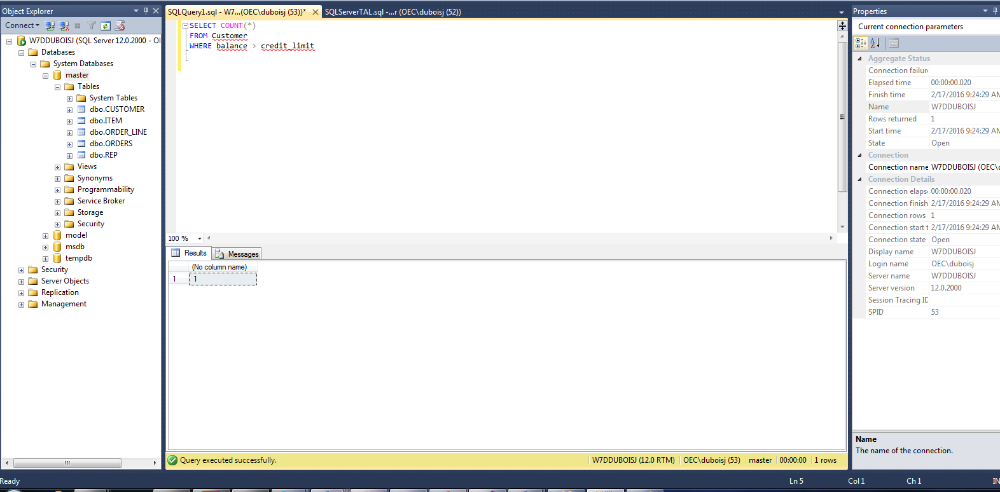 Object Explorer
Connect
W7DDUBOISJ (SQL Server 12.0.2000 - OI
Databases
System Databases
master
Tables
System Tables
dbo.CUSTOMER
dbo.ITEM
dbo.ORDER_LINE
dbo.ORDERS
dbo.REP
Views
Synonyms
Programmability
Service Broker
Storage
Security
model
msdb
tempdb
Security
Server Objects
Replication
Management
SQLQuery1.sql - W7...(OEC\duboisj (53))*
SQLServerTAL.sql -...r (OEC\duboisj (52))
SELECT COUNT(*)
FROM Customer
WHERE balance > credit_limit
100 %
Results
Messages
(No column name)
1 1
Query executed successfully.
W7DDUBOISJ (12.0 RTM)
OEC\duboisj (53)
master
00:00:00
1 rows
Properties
Current connection parameters
Aggregate Status
Connection failur
Elapsed time 00:00:00.020
Finish time 2/17/2016 9:24:29 AM
Name W7DDUBOISJ
Rows returned 1
Start time 2/17/2016 9:24:29 AM
State Open
Connection
Connection name W7DDUBOISJ (OEC\d
Connection Details
Connection elaps 00:00:00.020
Connection finish 2/17/2016 9:24:29 AM
Connection rows 1
Connection start t 2/17/2016 9:24:29 AM
Connection state Open
Display name W7DDUBOISJ
Login name OEC\duboisj
Server name W7DDUBOISJ
Server version 12.0.2000
Session Tracing ID
SPID 53
Name
The name of the connection.
Ready
Ln 5
Col 1
Ch 1
IN